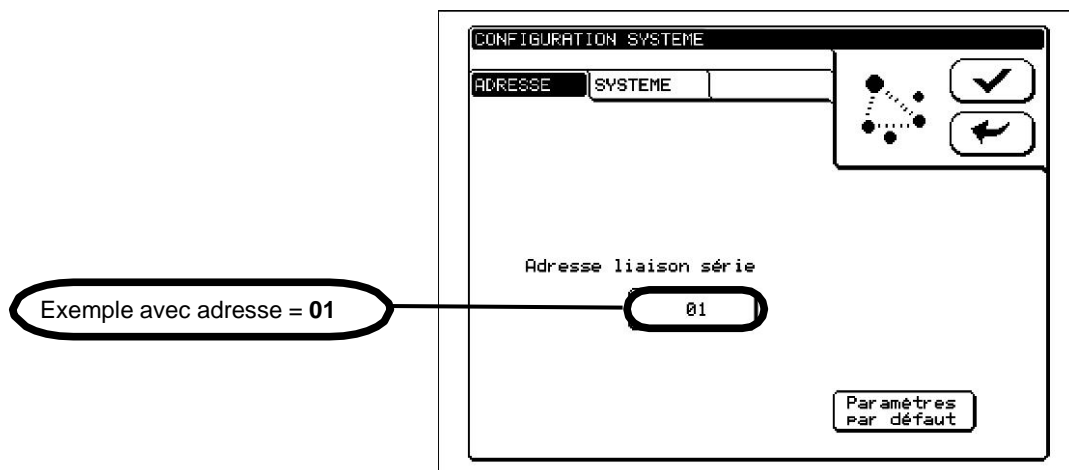 CONFIGURATION SYSTEME
ADRESSE
SYSTEME
Adresse liaison série
Exemple avec adresse = 01
01
Paramètres
par défaut